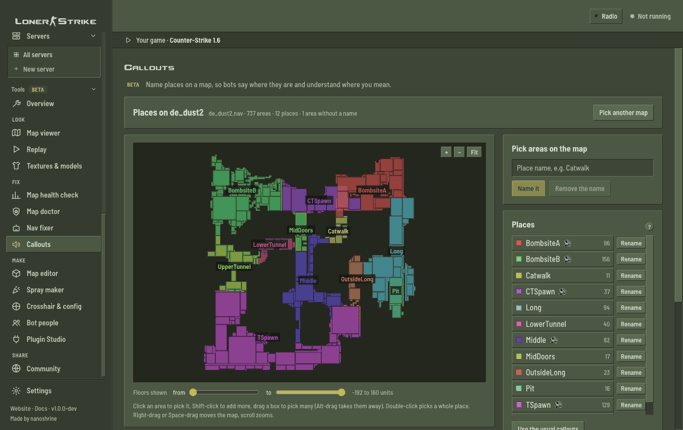 LONER STRIKE
Radio
Not running
Servers
All servers
New server
Tools BETA
Overview
LOOK
Map viewer
Replay
Textures & models
FIX
Map health check
Map doctor
Nav fixer
Callouts
MAKE
Map editor
Spray maker
Crosshair & config
Bot people
Plugin Studio
SHARE
Community
Settings
Website · Docs · v1.0.0-dev
Made by nanoshrine
Your game · Counter-Strike 1.6
CALLOUTS
BETA Name places on a map, so bots say where they are and understand where you mean.
Places on de_dust2 de_dust2.nav · 737 areas · 12 places · 1 area without a name
Pick another map
+ − Fit
BombsiteB
BombsiteA
CTSpawn
MidDoors
Catwalk
LowerTunnel
Long
UpperTunnel
OutsideLong
Middle
Pit
TSpawn
Floors shown from to -192 to 160 units
Click an area to pick it, Shift-click to add more, drag a box to pick many (Alt-drag takes them away). Double-click picks a whole place.
Right-drag or Space-drag moves the map, scroll zooms.
Pick areas on the map
Place name, e.g. Catwalk
Name it
Remove the name
Places ?
BombsiteA 96 Rename
BombsiteB 156 Rename
Catwalk 11 Rename
CTSpawn 37 Rename
Long 94 Rename
LowerTunnel 40 Rename
Middle 62 Rename
MidDoors 17 Rename
OutsideLong 23 Rename
Pit 16 Rename
TSpawn 129 Rename
Use the usual callouts